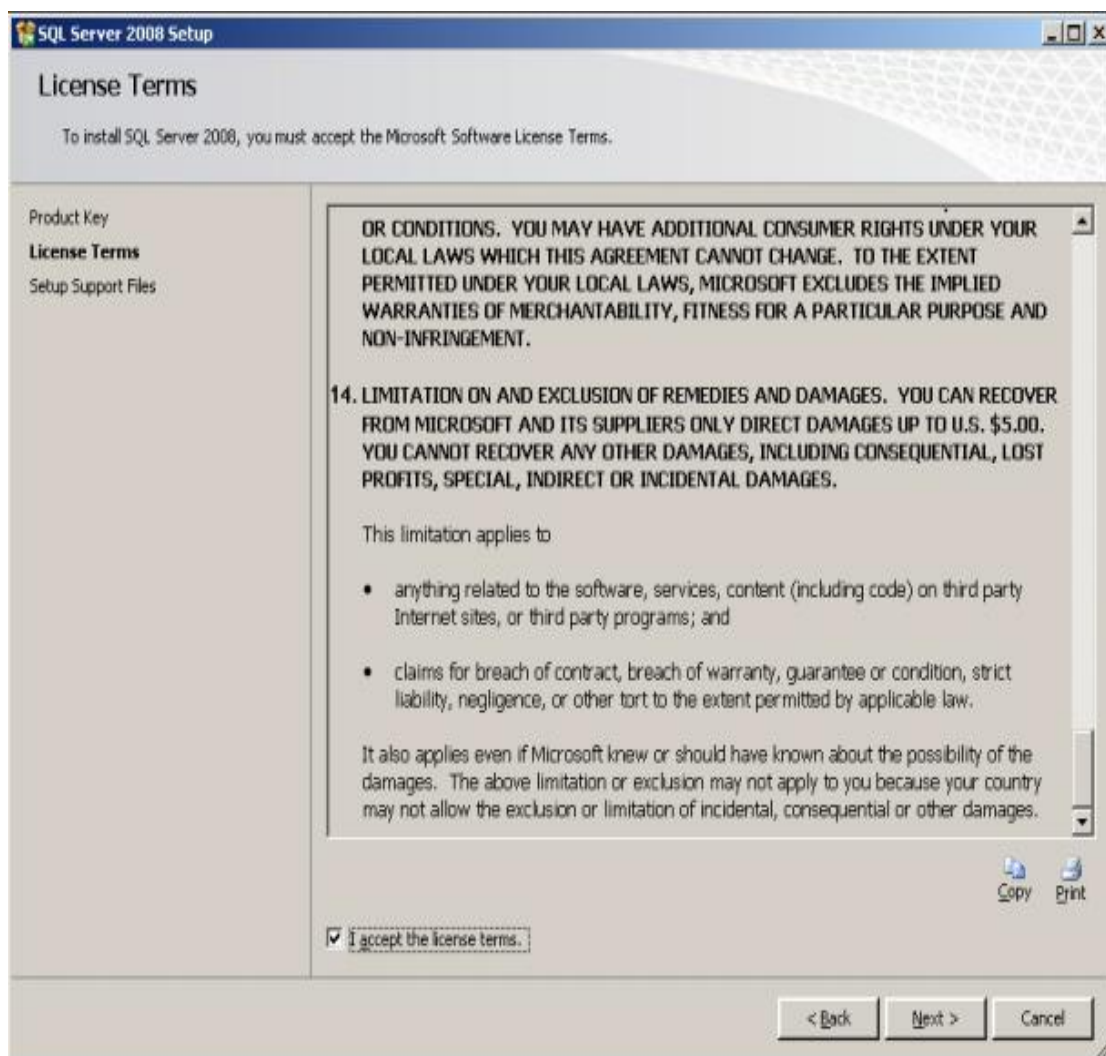 SQL Server 2008 Setup
License Terms
To install SQL Server 2008, you must accept the Microsoft Software License Terms.
Product Key
License Terms
Setup Support Files
OR CONDITIONS. YOU MAY HAVE ADDITIONAL CONSUMER RIGHTS UNDER YOUR
LOCAL LAWS WHICH THIS AGREEMENT CANNOT CHANGE. TO THE EXTENT
PERMITTED UNDER YOUR LOCAL LAWS, MICROSOFT EXCLUDES THE IMPLIED
WARRANTIES OF MERCHANTABILITY, FITNESS FOR A PARTICULAR PURPOSE AND
NON-INFRINGEMENT.
14. LIMITATION ON AND EXCLUSION OF REMEDIES AND DAMAGES. YOU CAN RECOVER
FROM MICROSOFT AND ITS SUPPLIERS ONLY DIRECT DAMAGES UP TO U.S. $5.00.
YOU CANNOT RECOVER ANY OTHER DAMAGES, INCLUDING CONSEQUENTIAL, LOST
PROFITS, SPECIAL, INDIRECT OR INCIDENTAL DAMAGES.
This limitation applies to
• anything related to the software, services, content (including code) on third party
Internet sites, or third party programs; and
• claims for breach of contract, breach of warranty, guarantee or condition, strict
liability, negligence, or other tort to the extent permitted by applicable law.
It also applies even if Microsoft knew or should have known about the possibility of the
damages. The above limitation or exclusion may not apply to you because your country
may not allow the exclusion or limitation of incidental, consequential or other damages.
Copy Print
I accept the license terms.
< Back Next > Cancel